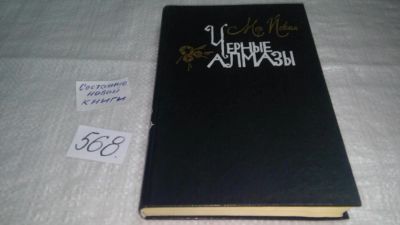 Мор Йокаи
ЧЕРНЫЕ
АЛМАЗЫ
Состояние
новой
книги
568.